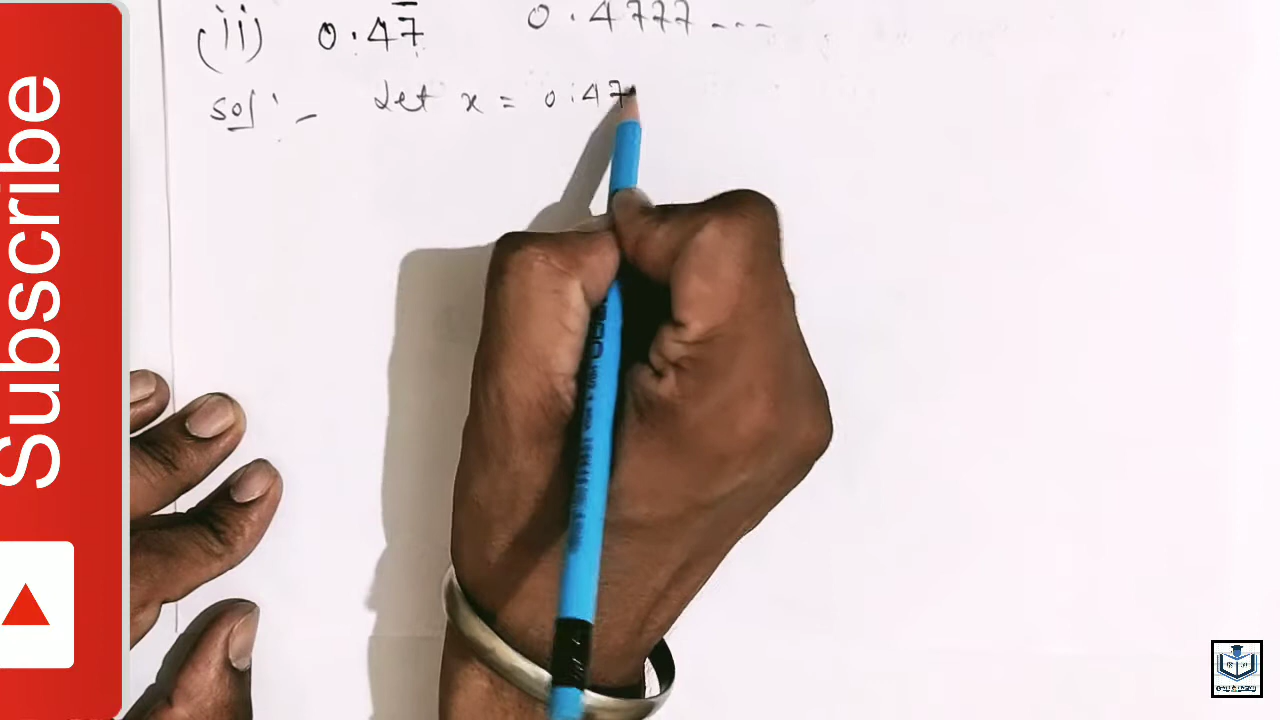 (ii) 0.47̅ 0.4777---
Sol:- Let x = 0.47
Subscribe